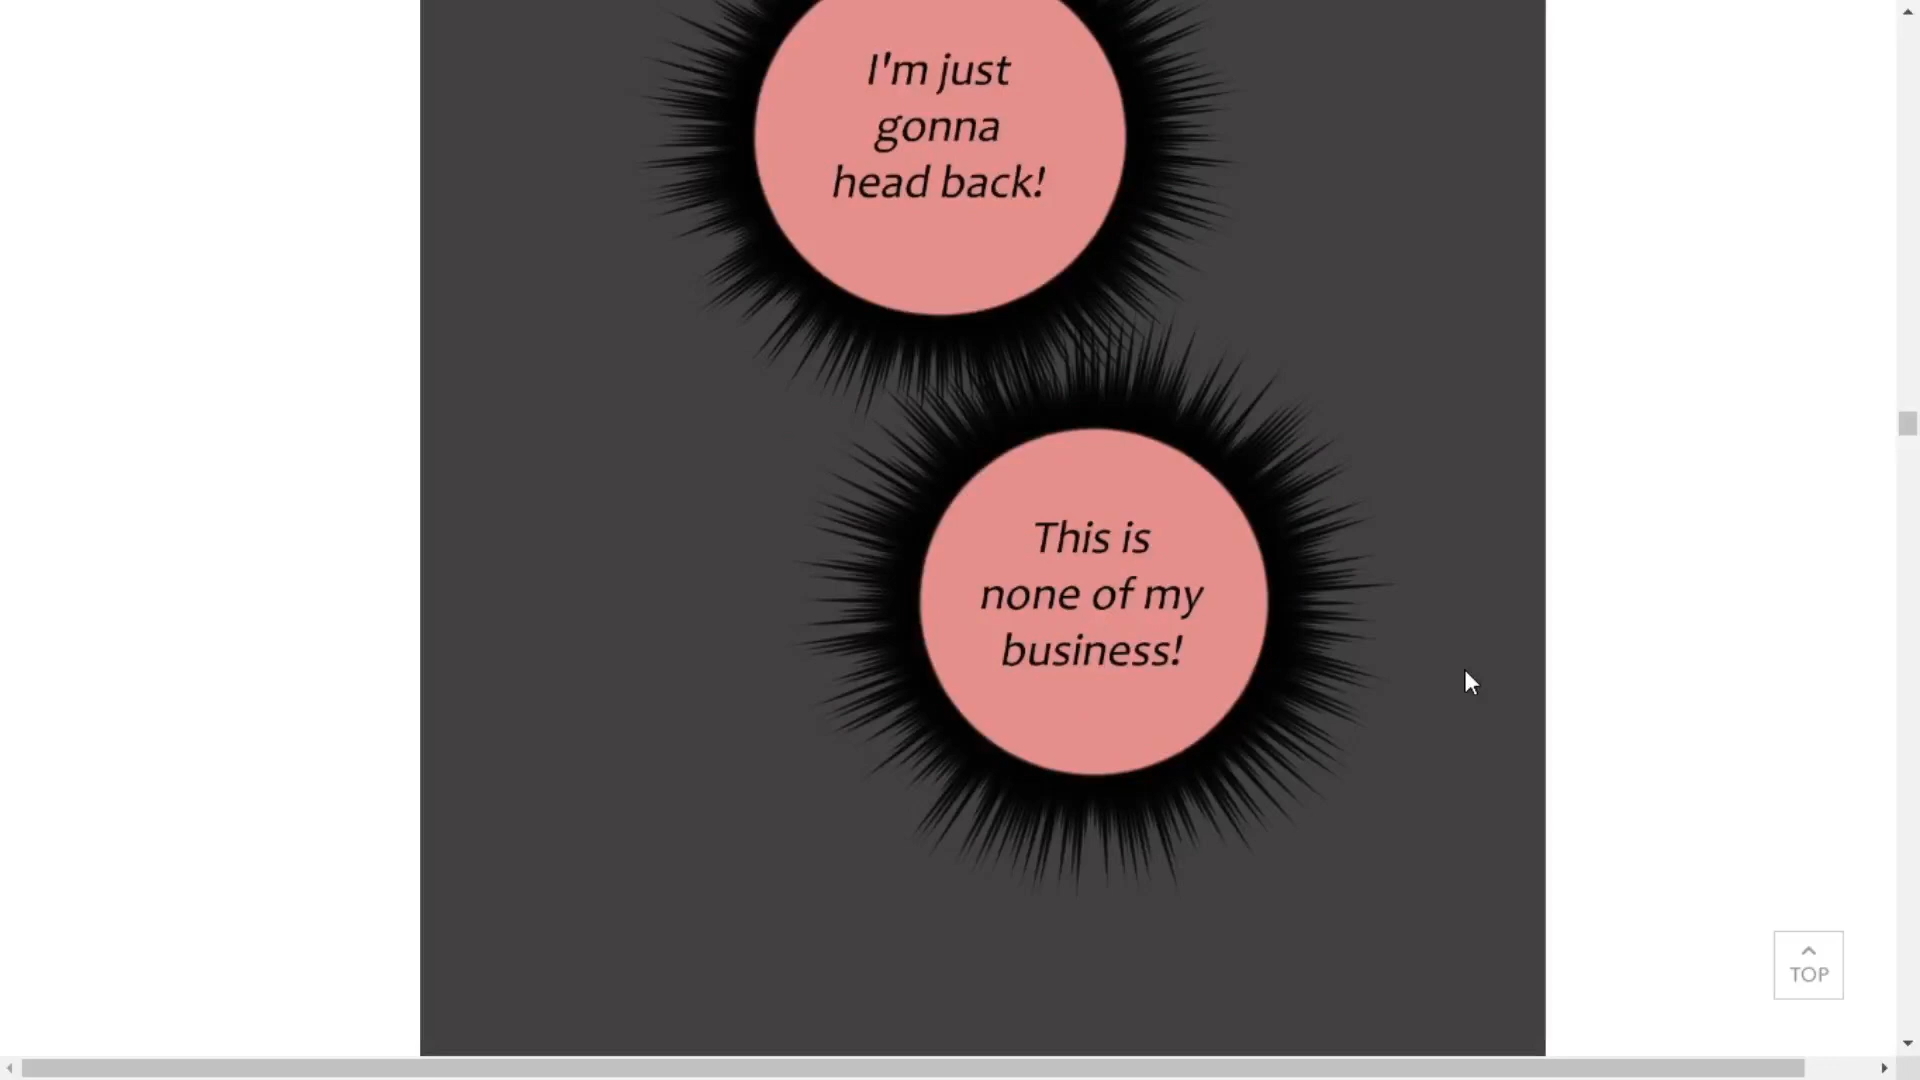 I'm just
gonna
head back!
This is
none of my
business!
TOP